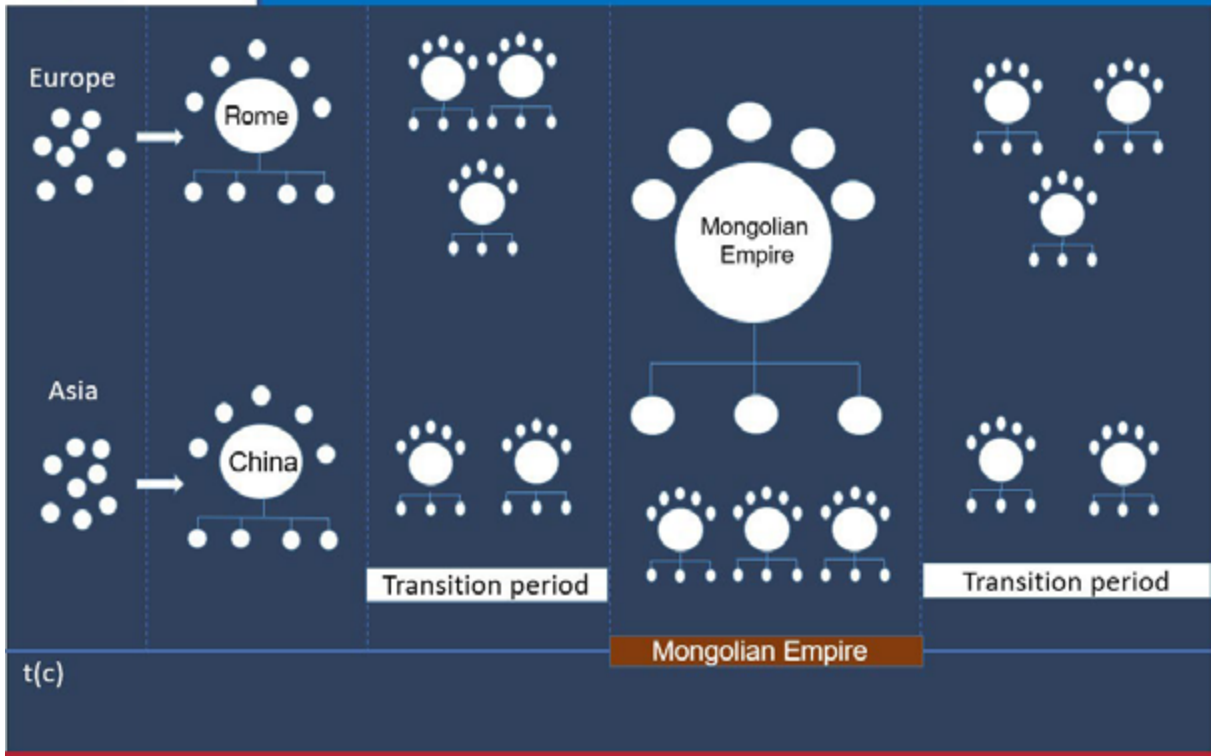 Europe
Rome
Mongolian
Empire
Asia
China
Transition period
Transition period
Mongolian Empire
t(c)